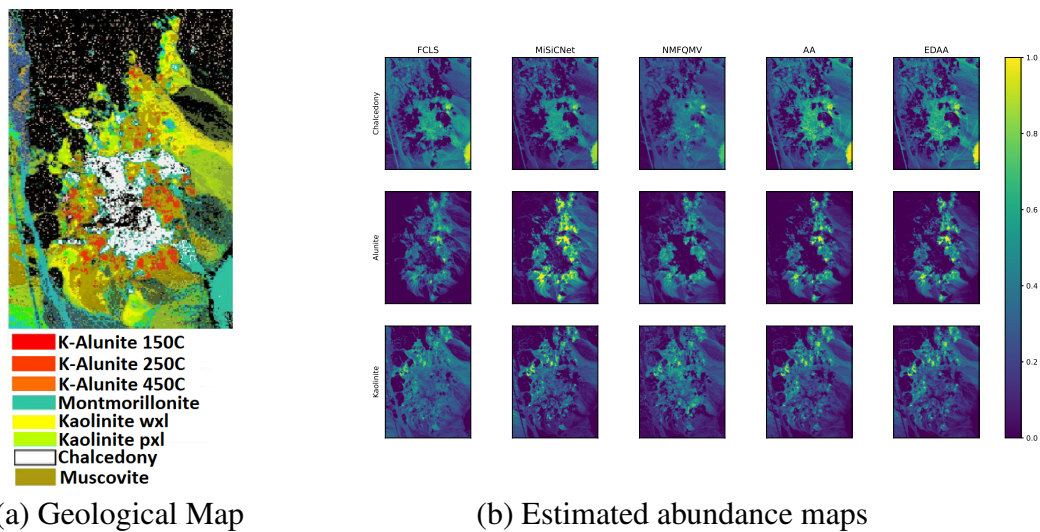 K-Alunite 150C
K-Alunite 250C
K-Alunite 450C
Montmorillonite
Kaolinite wxl
Kaolinite pxl
Chalcedony
Muscovite
a) Geological Map
FCLS MiSiCNet NMFQMV AA EDAA
Chalcedony
Alunite
Kaolinite
1.0
0.8
0.6
0.4
0.2
0.0
(b) Estimated abundance maps